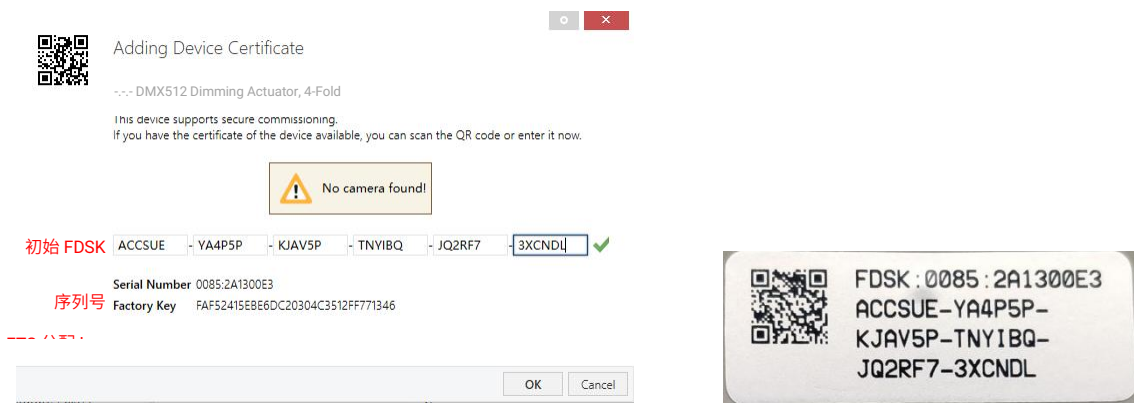 Adding Device Certificate
-.-.- DMX512 Dimming Actuator, 4-Fold
This device supports secure commissioning.
If you have the certificate of the device available, you can scan the QR code or enter it now.
No camera found!
初始 FDSK ACCSUE - YA4P5P - KJAV5P - TNYIBQ - JQ2RF7 - 3XCNDL
Serial Number 0085:2A1300E3
序列号
Factory Key FAF52415EBE6DC20304C3512FF771346
OK Cancel
FDSK:0085:2A1300E3
ACCSUE-YA4P5P-
KJAV5P-TNYIBQ-
JQ2RF7-3XCNDL